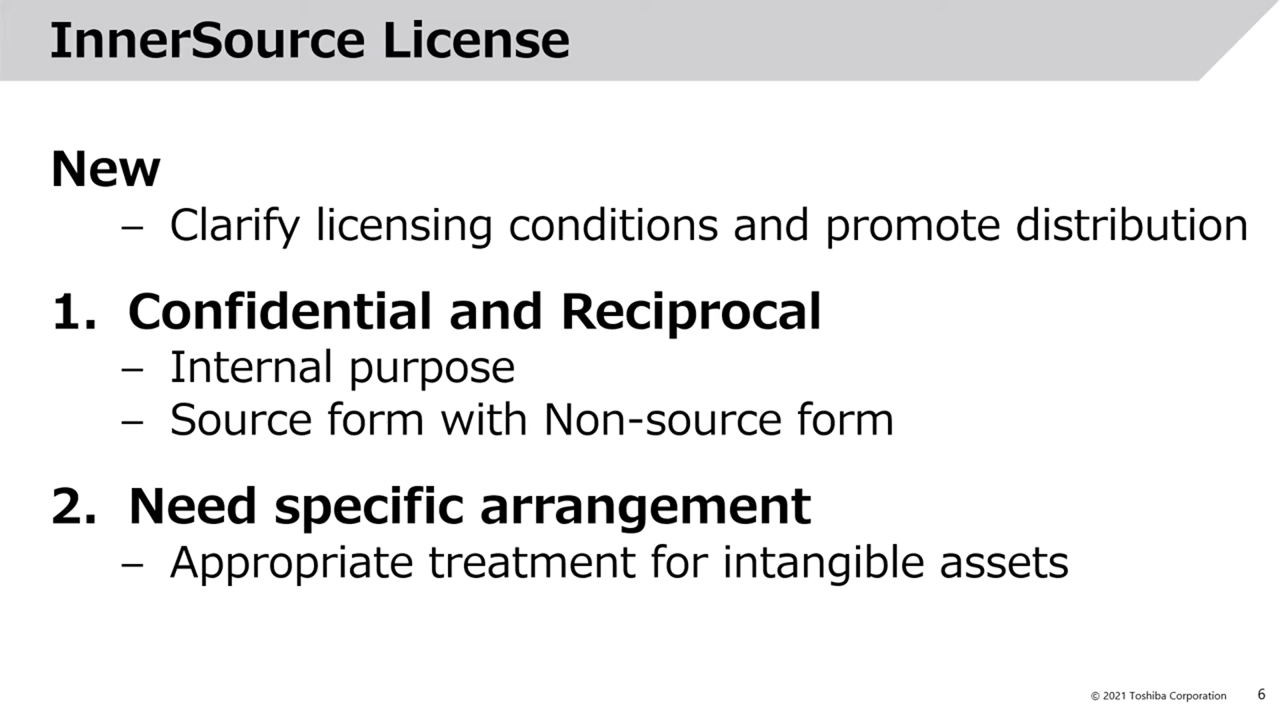 InnerSource License
New
– Clarify licensing conditions and promote distribution
1. Confidential and Reciprocal
– Internal purpose
– Source form with Non-source form
2. Need specific arrangement
– Appropriate treatment for intangible assets
© 2021 Toshiba Corporation 6